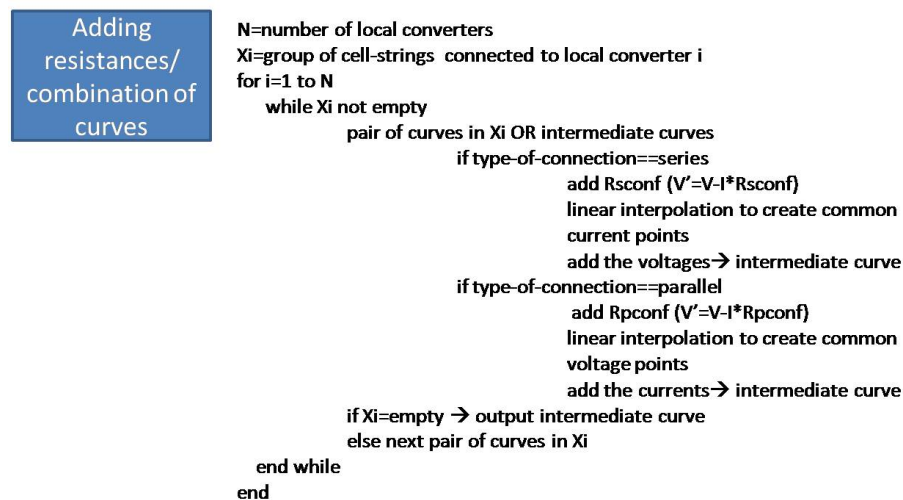 Adding
resistances/
combination of
curves
N=number of local converters
Xi=group of cell-strings connected to local converter i
for i=1 to N
while Xi not empty
pair of curves in Xi OR intermediate curves
if type-of-connection==series
add Rsconf (V'=V-I*Rsconf)
linear interpolation to create common
current points
add the voltages→ intermediate curve
if type-of-connection==parallel
add Rpconf (V'=V-I*Rpconf)
linear interpolation to create common
voltage points
add the currents→ intermediate curve
if Xi=empty → output intermediate curve
else next pair of curves in Xi
end while
end